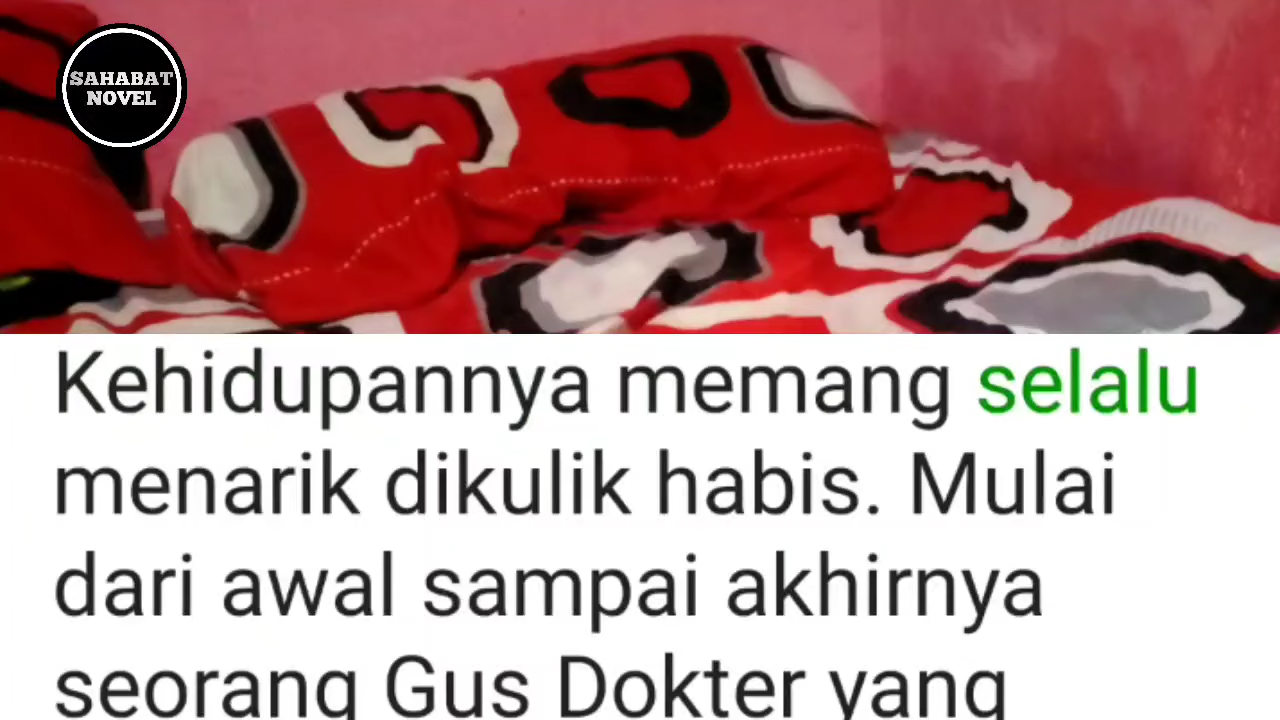 SAHABAT
NOVEL
Kehidupannya memang selalu
menarik dikulik habis. Mulai
dari awal sampai akhirnya
seorang Gus Dokter yang